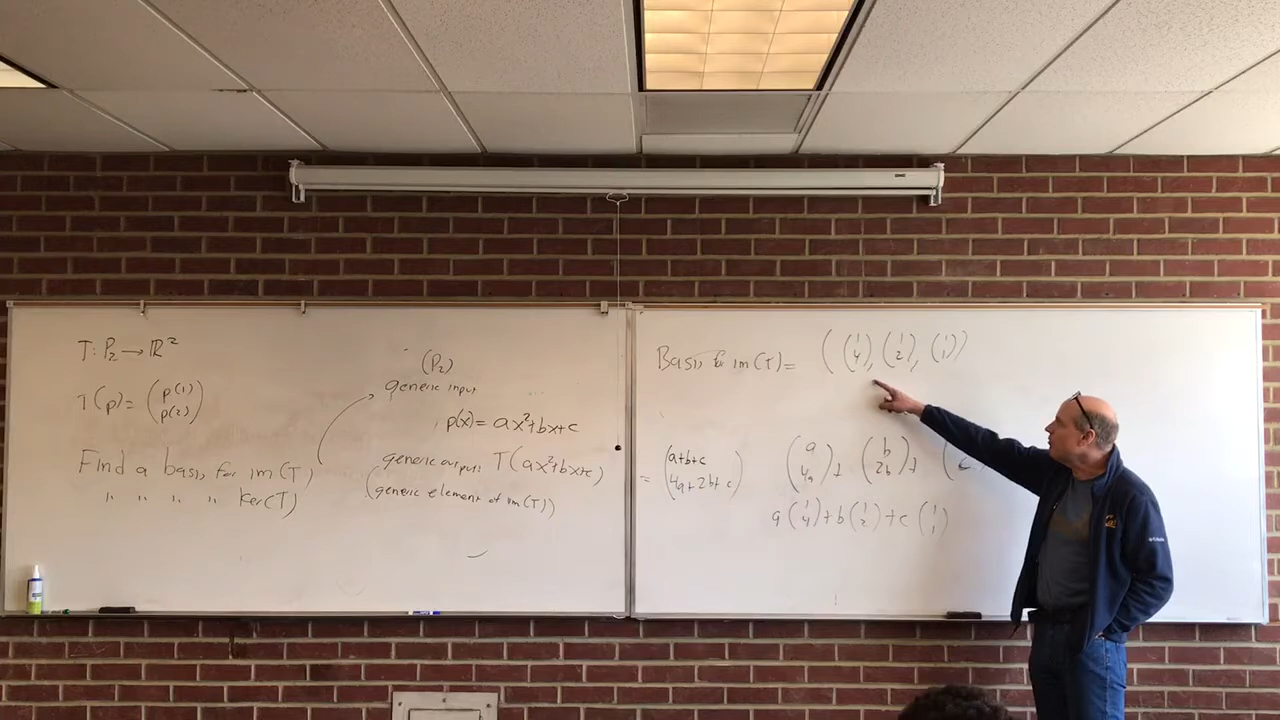 T: P₂ → ℝ²
T(p) = (p(1) p(2))
Find a basis for im(T)
" " " " ker(T)
(P₂)
generic input
p(x) = ax²+bx+c
generic output T(ax²+bx+c)
(generic element of im(T))
Basis for im(T) = ((1 4), (1 2), (1 1))
= (a+b+c 4a+2b+c) (a 4a) + (b 2b) + (
a(1 4) + b(1 2) + c(1 1)
Cal
Columbia